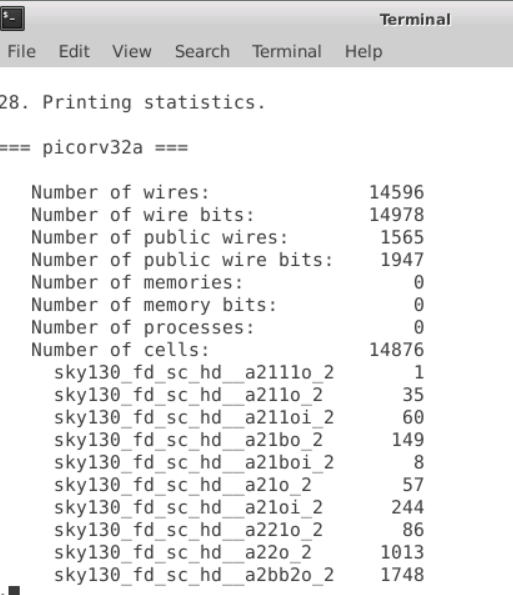 Terminal
File Edit View Search Terminal Help
28. Printing statistics.
=== picorv32a ===
Number of wires: 14596
Number of wire bits: 14978
Number of public wires: 1565
Number of public wire bits: 1947
Number of memories: 0
Number of memory bits: 0
Number of processes: 0
Number of cells: 14876
sky130_fd_sc_hd__a2111o_2 1
sky130_fd_sc_hd__a211o_2 35
sky130_fd_sc_hd__a211oi_2 60
sky130_fd_sc_hd__a21bo_2 149
sky130_fd_sc_hd__a21boi_2 8
sky130_fd_sc_hd__a21o_2 57
sky130_fd_sc_hd__a21oi_2 244
sky130_fd_sc_hd__a221o_2 86
sky130_fd_sc_hd__a22o_2 1013
sky130_fd_sc_hd__a2bb2o_2 1748